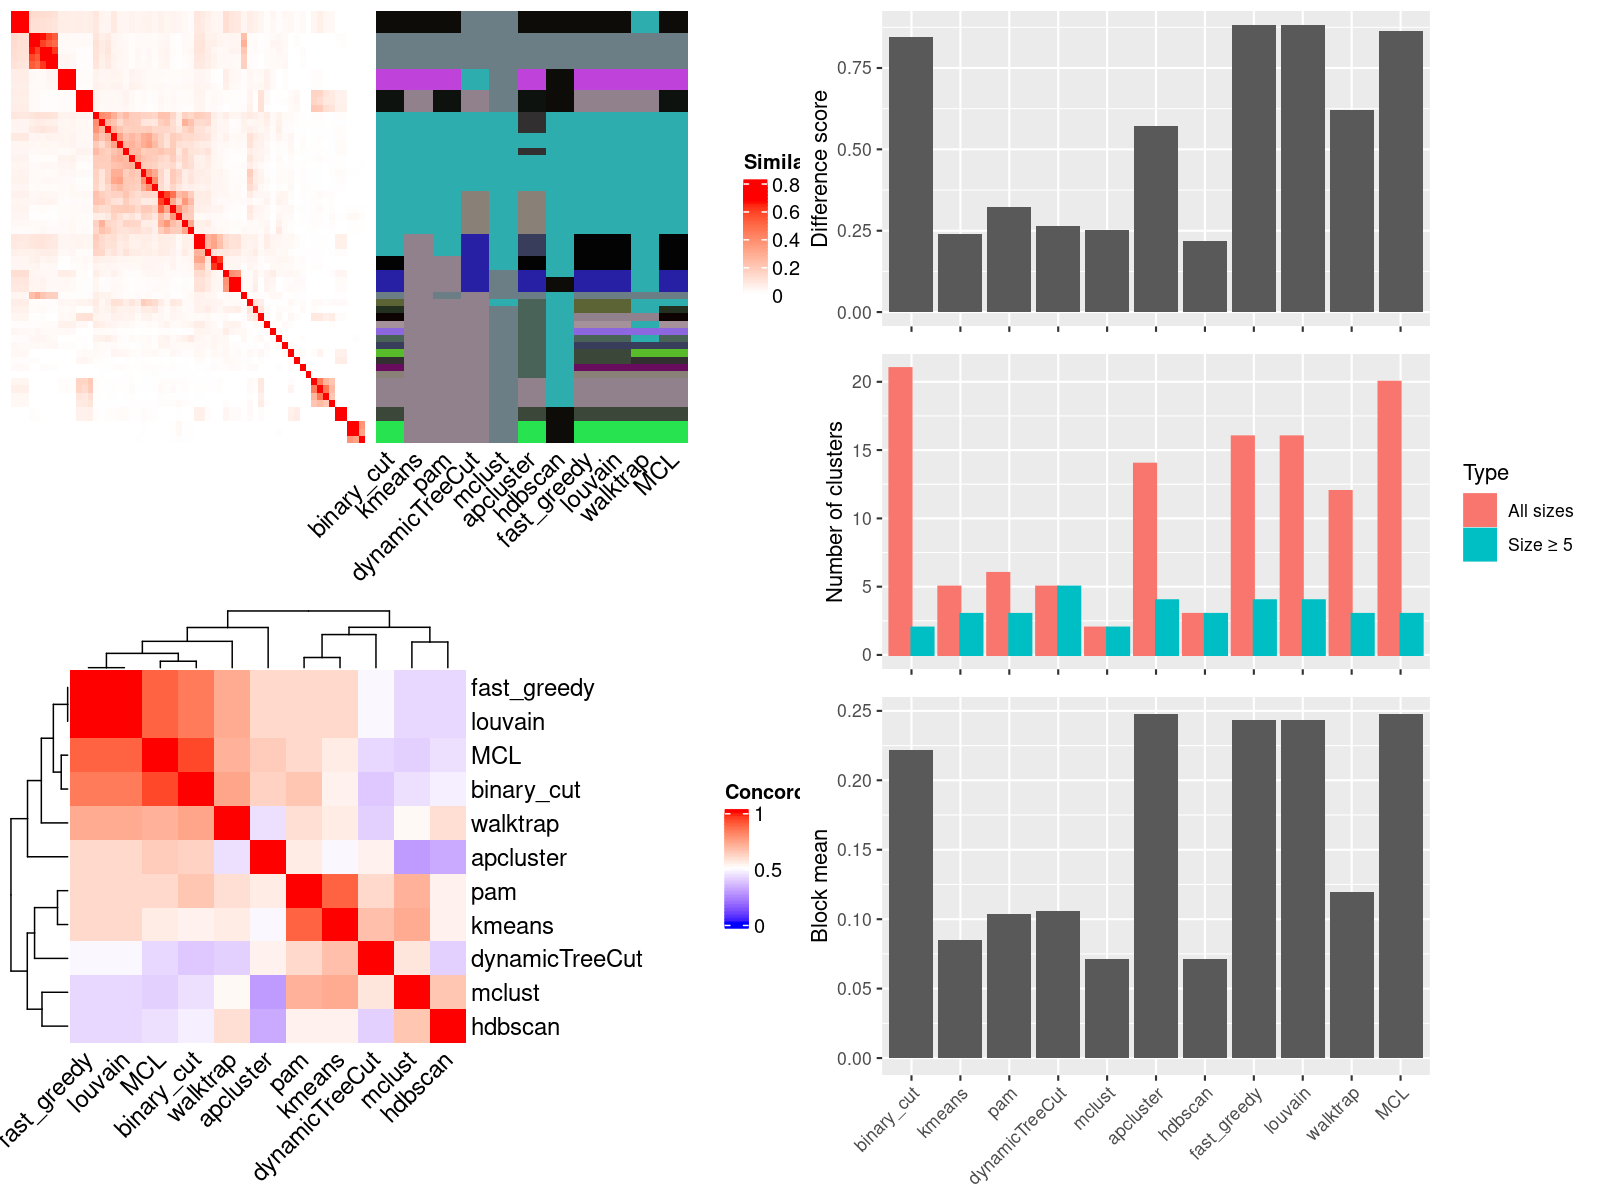 Simila
0.8
0.6
0.4
0.2
0
binary_cut
kmeans
pam
dynamicTreeCut
mclust
apcluster
hdbscan
fast_greedy
louvain
walktrap
MCL
fast_greedy
louvain
MCL
binary_cut
walktrap
apcluster
pam
kmeans
dynamicTreeCut
mclust
hdbscan
Concord
1
0.5
0
fast_greedy
louvain
MCL
binary_cut
walktrap
apcluster
pam
kmeans
dynamicTreeCut
mclust
hdbscan
Difference score
0.75
0.50
0.25
0.00
Number of clusters
20
15
10
5
0
Type
All sizes
Size ≥ 5
Block mean
0.25
0.20
0.15
0.10
0.05
0.00
binary_cut
kmeans
pam
dynamicTreeCut
mclust
apcluster
hdbscan
fast_greedy
louvain
walktrap
MCL